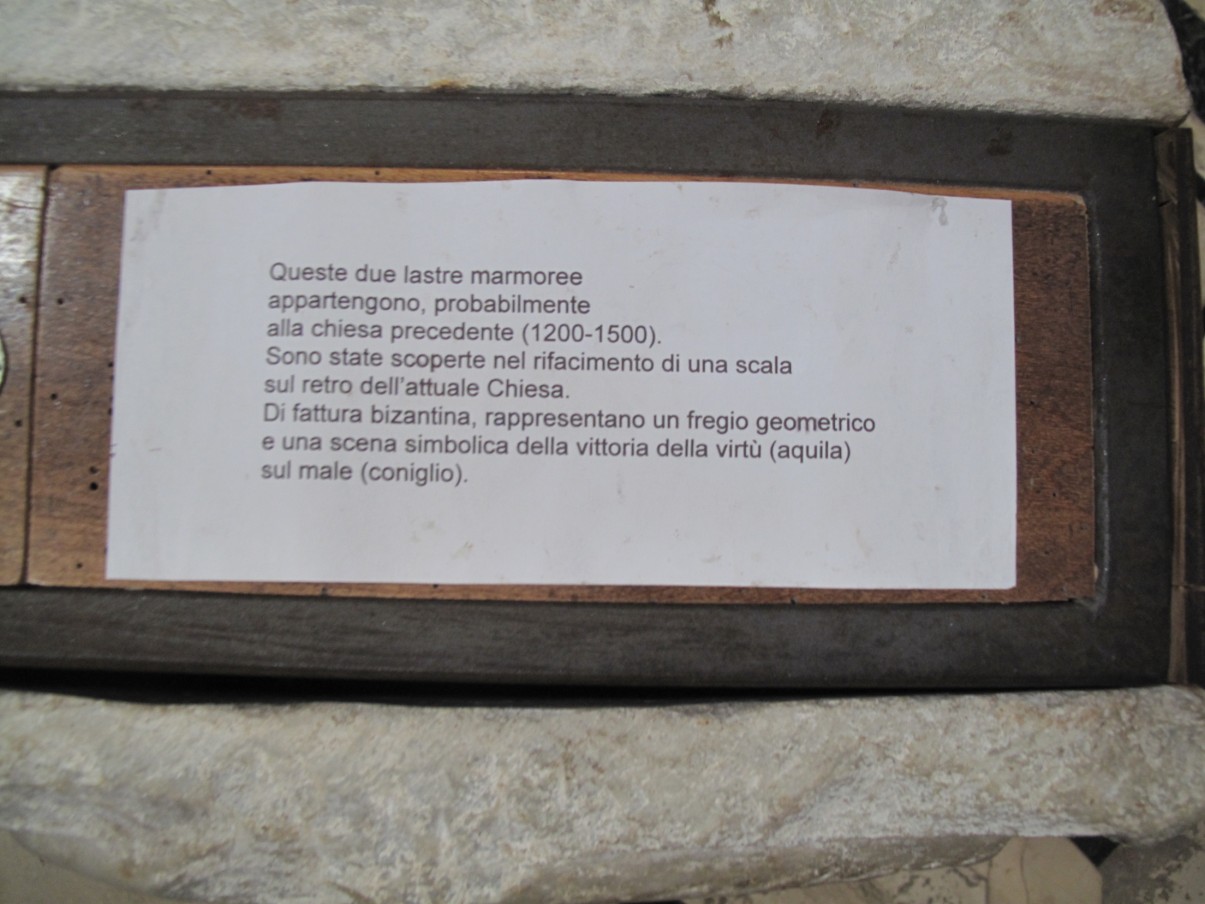 Queste due lastre marmoree
appartengono, probabilmente
alla chiesa precedente (1200-1500).
Sono state scoperte nel rifacimento di una scala
sul retro dell'attuale Chiesa.
Di fattura bizantina, rappresentano un fregio geometrico
e una scena simbolica della vittoria della virtù (aquila)
sul male (coniglio).